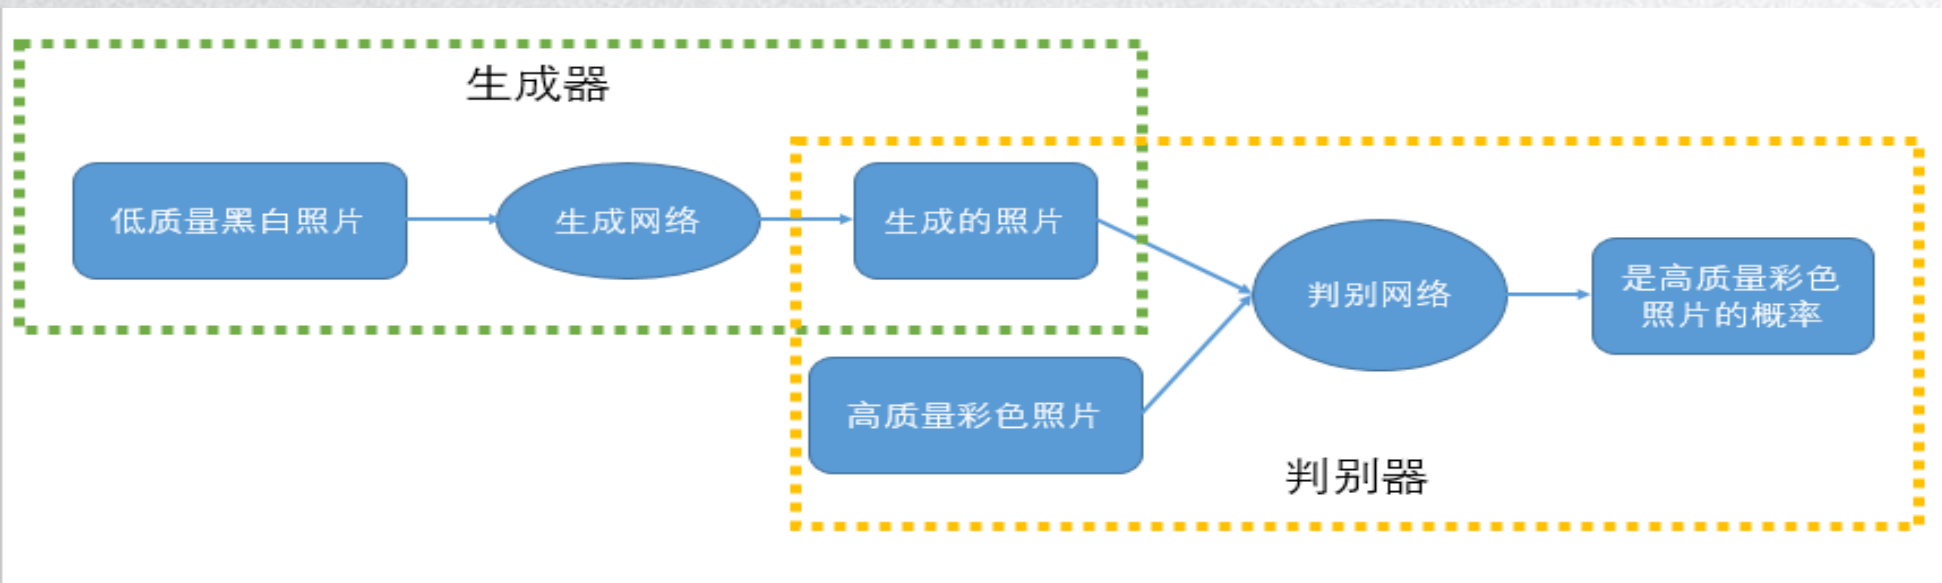 生成器
低质量黑白照片
生成网络
生成的照片
判别网络
是高质量彩色
照片的概率
高质量彩色照片
判别器